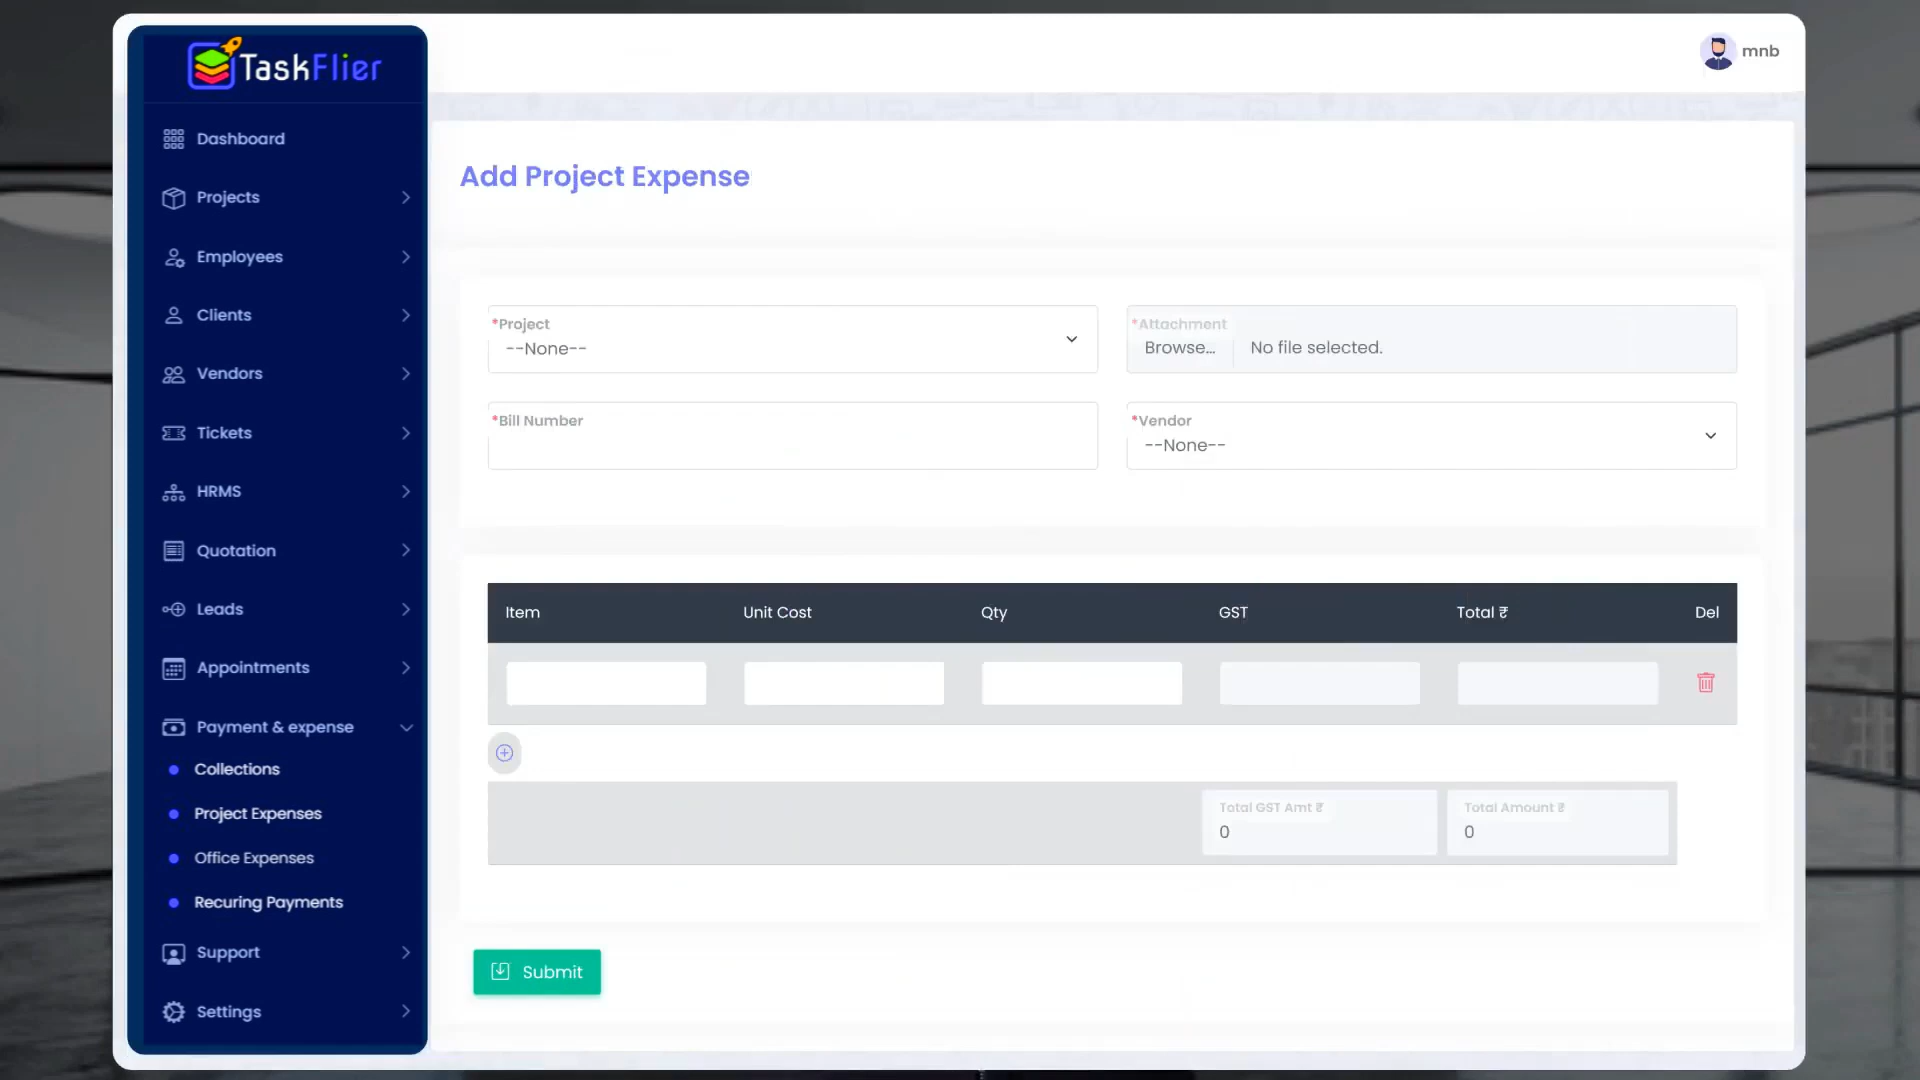 TaskFlier
mnb
Dashboard
Projects
Employees
Clients
Vendors
Tickets
HRMS
Quotation
Leads
Appointments
Payment & expense
Collections
Project Expenses
Office Expenses
Recuring Payments
Support
Settings
Add Project Expense
*Project
--None--
*Attachment
Browse... No file selected.
*Bill Number
*Vendor
--None--
Item Unit Cost Qty GST Total ₹ Del
Total GST Amt ₹
0
Total Amount ₹
0
Submit